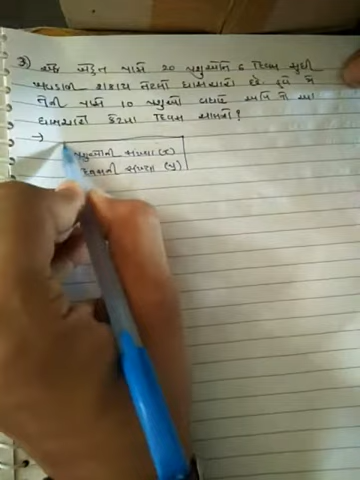 3) એક ખેડૂત પાસે 20 પશુઓને 6 દિવસ સુધી
ખવડાવી શકાય તેટલો ઘાસચારો છે. હવે જો
તેની પાસે 10 પશુઓ વધારે આવે તો આ
ઘાસચારો કેટલા દિવસ ચાલશે?
→
પશુઓની સંખ્યા (x)
દિવસની સંખ્યા (y)